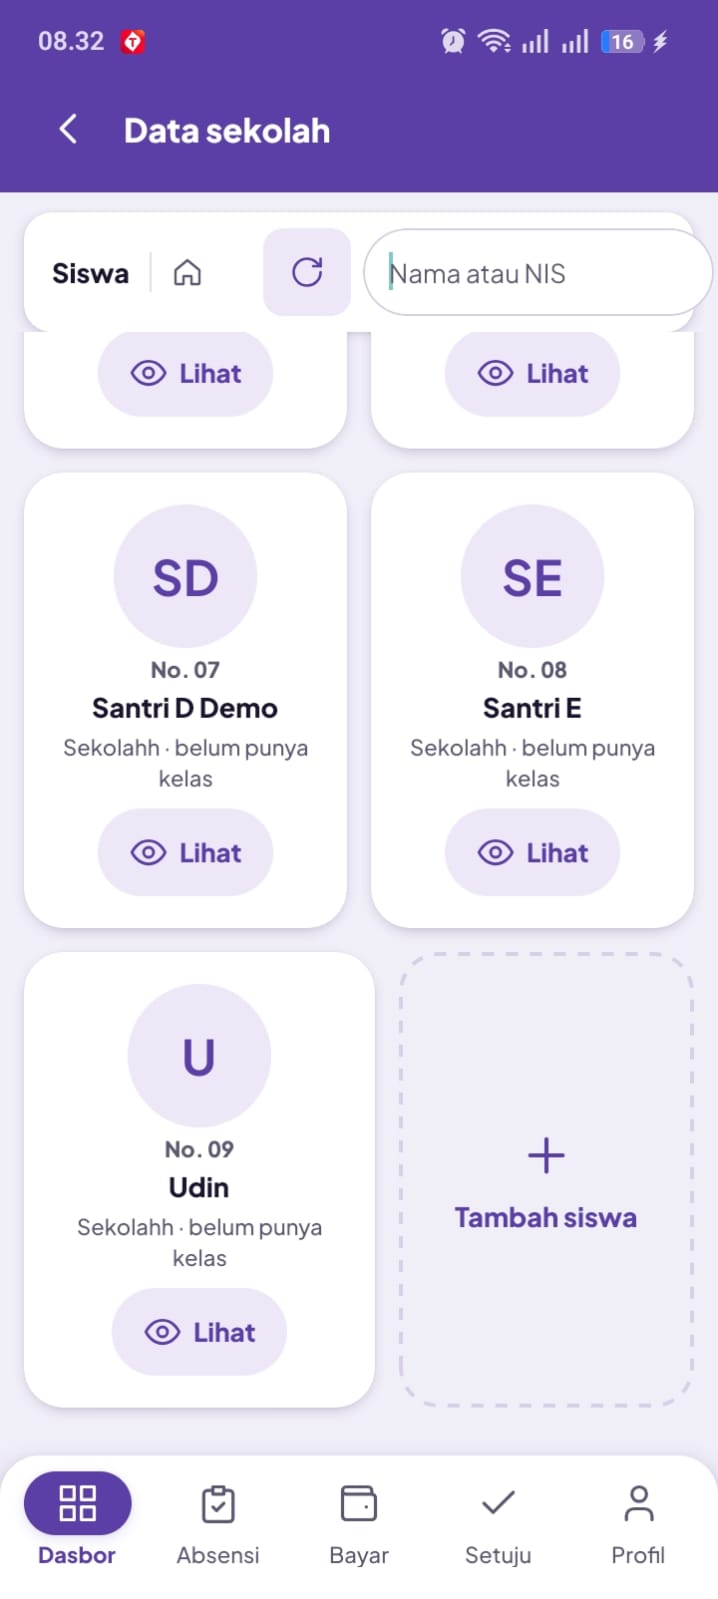 08.32
16
Data sekolah
Siswa
Nama atau NIS
Lihat
Lihat
SD
No. 07
Santri D Demo
Sekolahh · belum punya
kelas
Lihat
SE
No. 08
Santri E
Sekolahh · belum punya
kelas
Lihat
U
No. 09
Udin
Sekolahh · belum punya
kelas
Lihat
Tambah siswa
Dasbor
Absensi
Bayar
Setuju
Profil